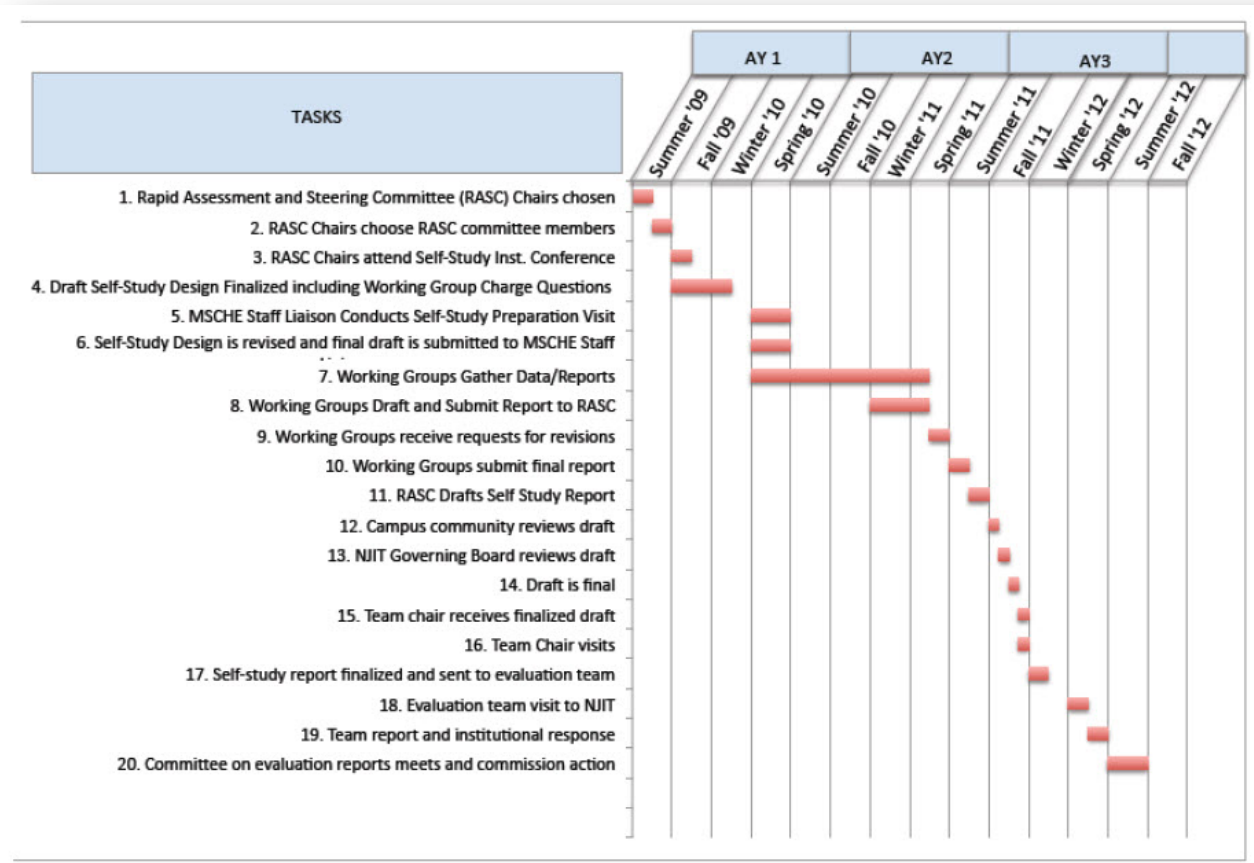 AY 1
AY2
AY3
Summer '09
Fall '09
Winter '10
Spring '10
Summer '10
Fall '10
Winter '11
Spring '11
Summer '11
Fall '11
Winter '12
Spring '12
Summer '12
Fall '12
TASKS
1. Rapid Assessment and Steering Committee (RASC) Chairs chosen
2. RASC Chairs choose RASC committee members
3. RASC Chairs attend Self-Study Inst. Conference
4. Draft Self-Study Design Finalized including Working Group Charge Questions
5. MSCHE Staff Liaison Conducts Self-Study Preparation Visit
6. Self-Study Design is revised and final draft is submitted to MSCHE Staff
7. Working Groups Gather Data/Reports
8. Working Groups Draft and Submit Report to RASC
9. Working Groups receive requests for revisions
10. Working Groups submit final report
11. RASC Drafts Self Study Report
12. Campus community reviews draft
13. NJIT Governing Board reviews draft
14. Draft is final
15. Team chair receives finalized draft
16. Team Chair visits
17. Self-study report finalized and sent to evaluation team
18. Evaluation team visit to NJIT
19. Team report and institutional response
20. Committee on evaluation reports meets and commission action